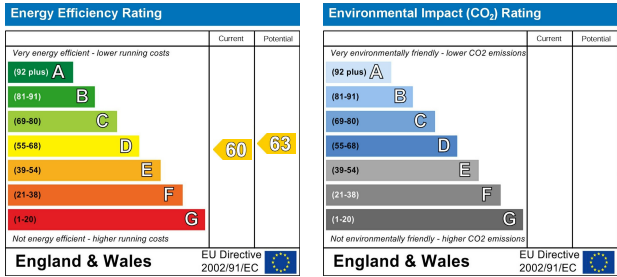 Energy Efficiency Rating
Current Potential
Very energy efficient - lower running costs
(92 plus) A
(81-91) B
(69-80) C
(55-68) D
(39-54) E
(21-38) F
(1-20) G
60 63
Not energy efficient - higher running costs
England & Wales
EU Directive
2002/91/EC
Environmental Impact (CO₂) Rating
Current Potential
Very environmentally friendly - lower CO2 emissions
(92 plus) A
(81-91) B
(69-80) C
(55-68) D
(39-54) E
(21-38) F
(1-20) G
Not environmentally friendly - higher CO2 emissions
England & Wales
EU Directive
2002/91/EC